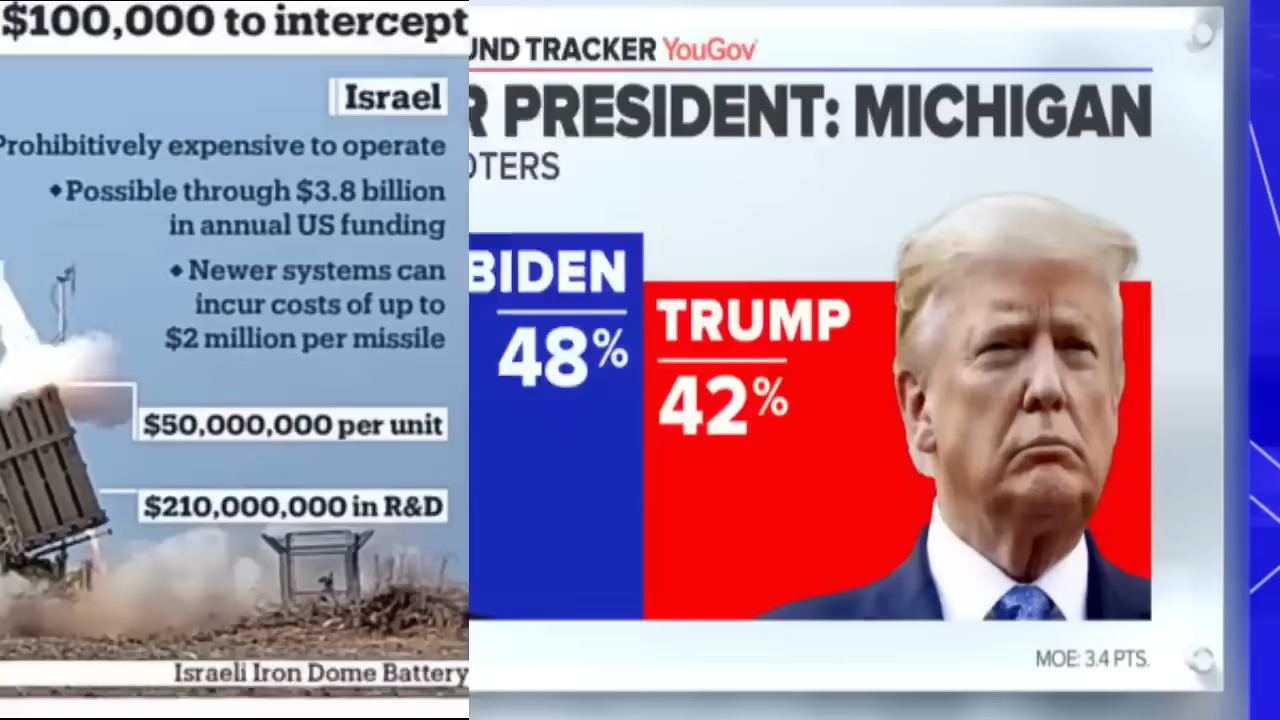 $100,000 to intercept
Israel
Prohibitively expensive to operate
◆Possible through $3.8 billion
in annual US funding
◆Newer systems can
incur costs of up to
$2 million per missile
$50,000,000 per unit
$210,000,000 in R&D
Israeli Iron Dome Battery
UND TRACKER YouGov
R PRESIDENT: MICHIGAN
OTERS
BIDEN
48%
TRUMP
42%
MOE: 3.4 PTS.